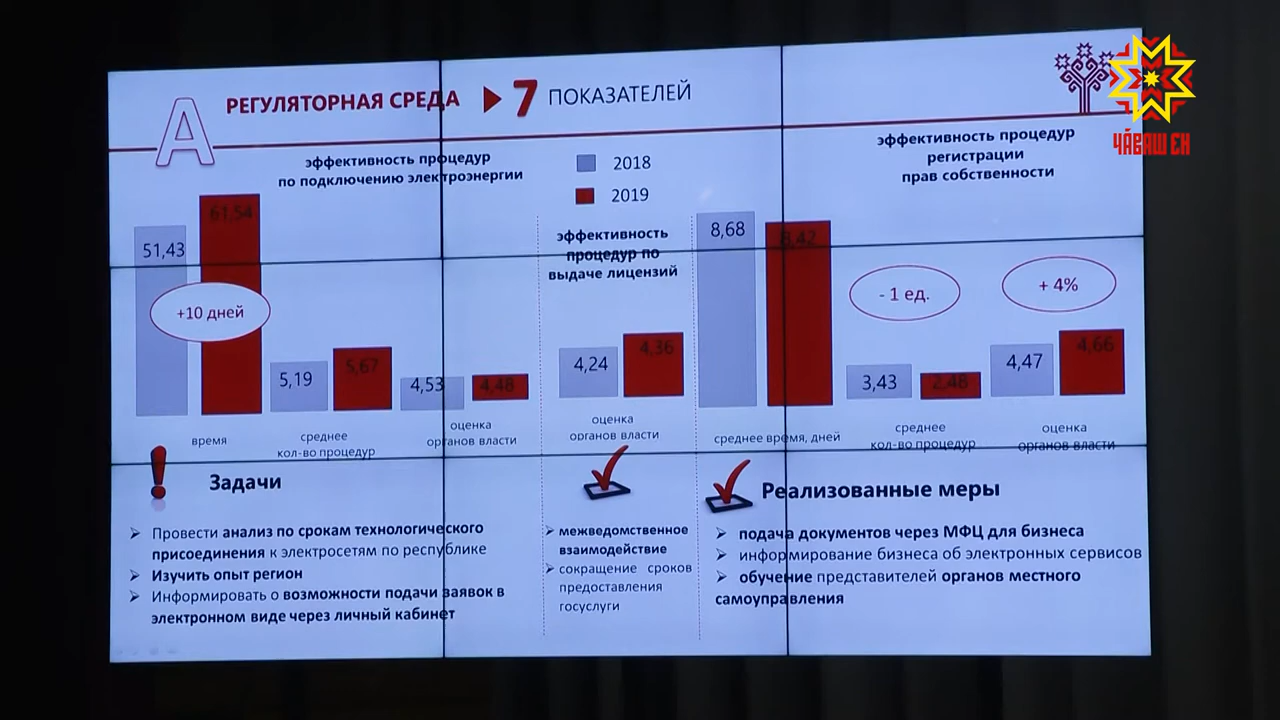 А
РЕГУЛЯТОРНАЯ СРЕДА
7 ПОКАЗАТЕЛЕЙ
ЧӐВАШ ЕН
эффективность процедур
по подключению электроэнергии
2018
2019
эффективность процедур
регистрации
прав собственности
эффективность
процедур по
выдаче лицензий
51,43
61,54
+10 дней
5,19
5,67
4,53
4,48
4,24
4,36
8,68
8,42
- 1 ед.
+ 4%
3,43
2,48
4,47
4,66
время
среднее
кол-во процедур
оценка
органов власти
оценка
органов власти
среднее время, дней
среднее
кол-во процедур
оценка
органов власти
Задачи
Провести анализ по срокам технологического
присоединения к электросетям по республике
Изучить опыт регион
Информировать о возможности подачи заявок в
электронном виде через личный кабинет
межведомственное
взаимодействие
сокращение сроков
предоставления
госуслуги
Реализованные меры
подача документов через МФЦ для бизнеса
информирование бизнеса об электронных сервисов
обучение представителей органов местного
самоуправления